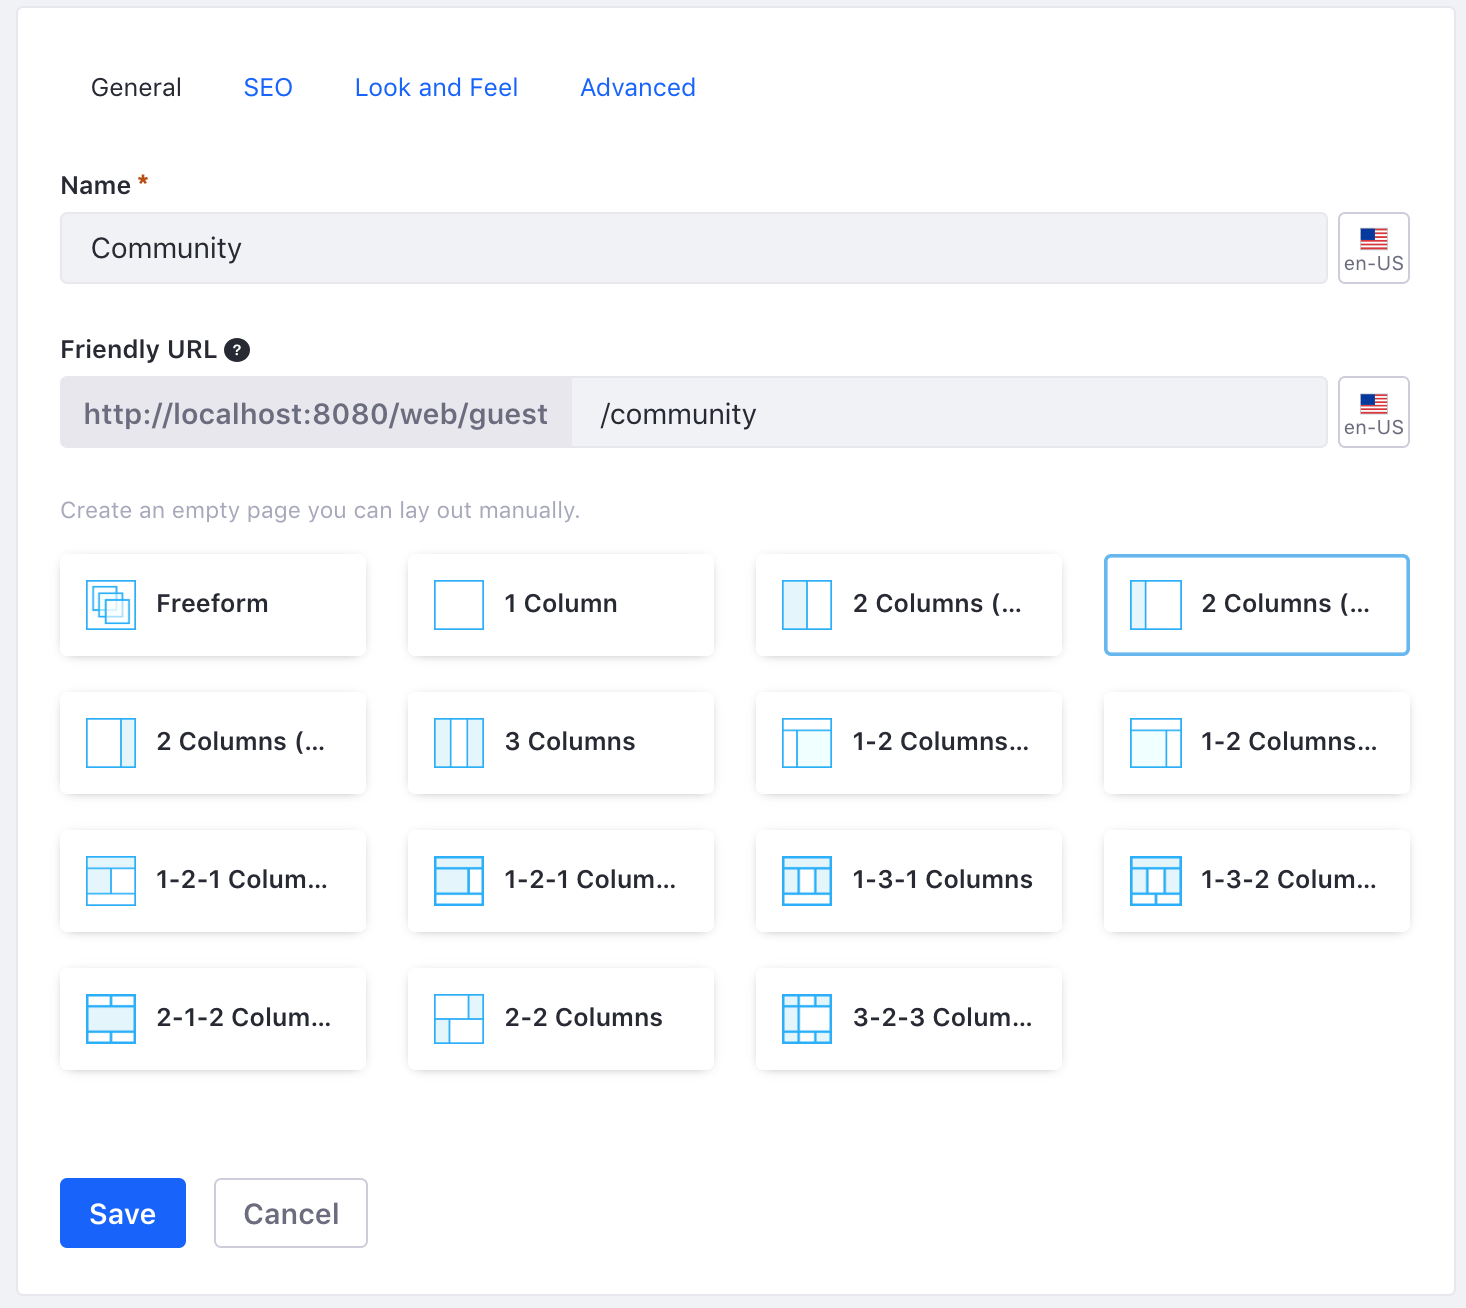 General SEO Look and Feel Advanced
Name *
Community
en-US
Friendly URL ?
http://localhost:8080/web/guest /community
en-US
Create an empty page you can lay out manually.
Freeform 1 Column 2 Columns (... 2 Columns (...
2 Columns (... 3 Columns 1-2 Columns... 1-2 Columns...
1-2-1 Colum... 1-2-1 Colum... 1-3-1 Columns 1-3-2 Colum...
2-1-2 Colum... 2-2 Columns 3-2-3 Colum...
Save Cancel